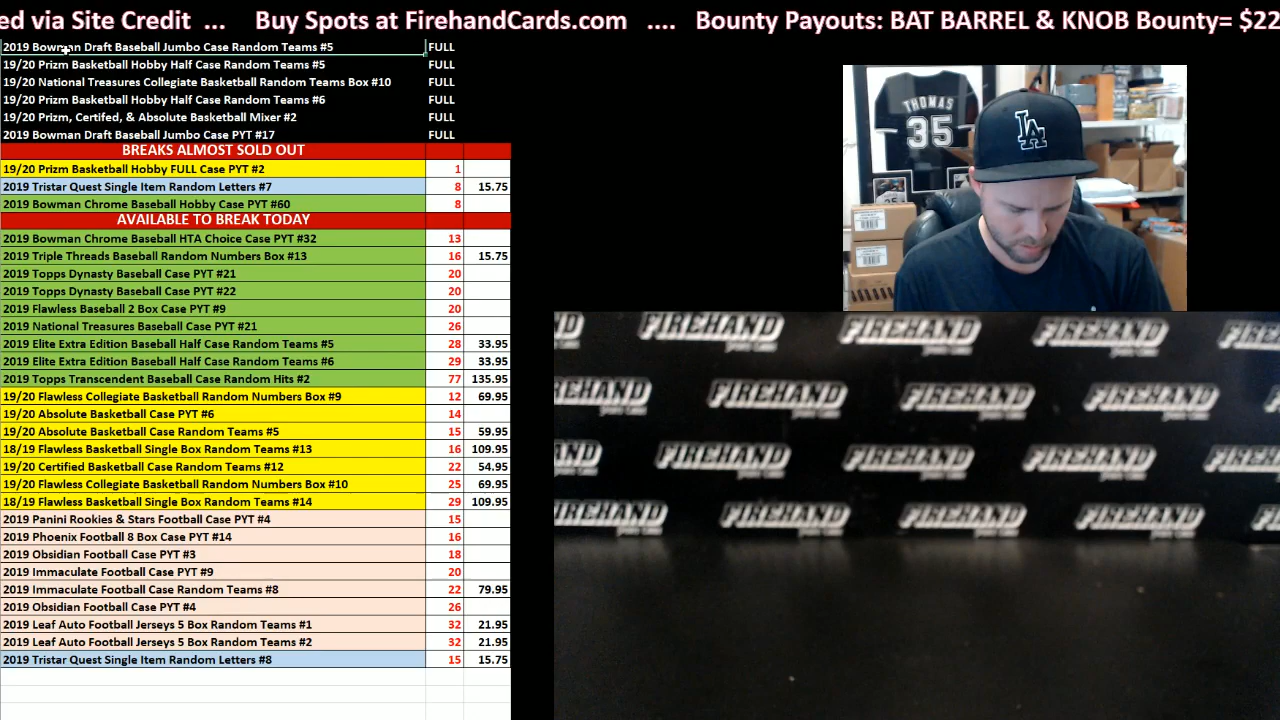 ed via Site Credit ... Buy Spots at FirehandCards.com .... Bounty Payouts: BAT BARREL & KNOB Bounty= $22
2019 Bowman Draft Baseball Jumbo Case Random Teams #5 FULL
19/20 Prizm Basketball Hobby Half Case Random Teams #5 FULL
19/20 National Treasures Collegiate Basketball Random Teams Box #10 FULL
19/20 Prizm Basketball Hobby Half Case Random Teams #6 FULL
19/20 Prizm, Certifed, & Absolute Basketball Mixer #2 FULL
2019 Bowman Draft Baseball Jumbo Case PYT #17 FULL
BREAKS ALMOST SOLD OUT
19/20 Prizm Basketball Hobby FULL Case PYT #2 1
2019 Tristar Quest Single Item Random Letters #7 8 15.75
2019 Bowman Chrome Baseball Hobby Case PYT #60 8
AVAILABLE TO BREAK TODAY
2019 Bowman Chrome Baseball HTA Choice Case PYT #32 13
2019 Triple Threads Baseball Random Numbers Box #13 16 15.75
2019 Topps Dynasty Baseball Case PYT #21 20
2019 Topps Dynasty Baseball Case PYT #22 20
2019 Flawless Baseball 2 Box Case PYT #9 20
2019 National Treasures Baseball Case PYT #21 26
2019 Elite Extra Edition Baseball Half Case Random Teams #5 28 33.95
2019 Elite Extra Edition Baseball Half Case Random Teams #6 29 33.95
2019 Topps Transcendent Baseball Case Random Hits #2 77 135.95
19/20 Flawless Collegiate Basketball Random Numbers Box #9 12 69.95
19/20 Absolute Basketball Case PYT #6 14
19/20 Absolute Basketball Case Random Teams #5 15 59.95
18/19 Flawless Basketball Single Box Random Teams #13 16 109.95
19/20 Certified Basketball Case Random Teams #12 22 54.95
19/20 Flawless Collegiate Basketball Random Numbers Box #10 25 69.95
18/19 Flawless Basketball Single Box Random Teams #14 29 109.95
2019 Panini Rookies & Stars Football Case PYT #4 15
2019 Phoenix Football 8 Box Case PYT #14 16
2019 Obsidian Football Case PYT #3 18
2019 Immaculate Football Case PYT #9 20
2019 Immaculate Football Case Random Teams #8 22 79.95
2019 Obsidian Football Case PYT #4 26
2019 Leaf Auto Football Jerseys 5 Box Random Teams #1 32 21.95
2019 Leaf Auto Football Jerseys 5 Box Random Teams #2 32 21.95
2019 Tristar Quest Single Item Random Letters #8 15 15.75
THOMAS
35
LA
ND FIREHAND FIREHAND FIREHAND FIR
HAND FIREHAND FIREHAND FIREHAND
AND FIREHAND FIREHAND FIREHAND FIREH
FIREHAND FIREHAND FIREHAND FIREHAND